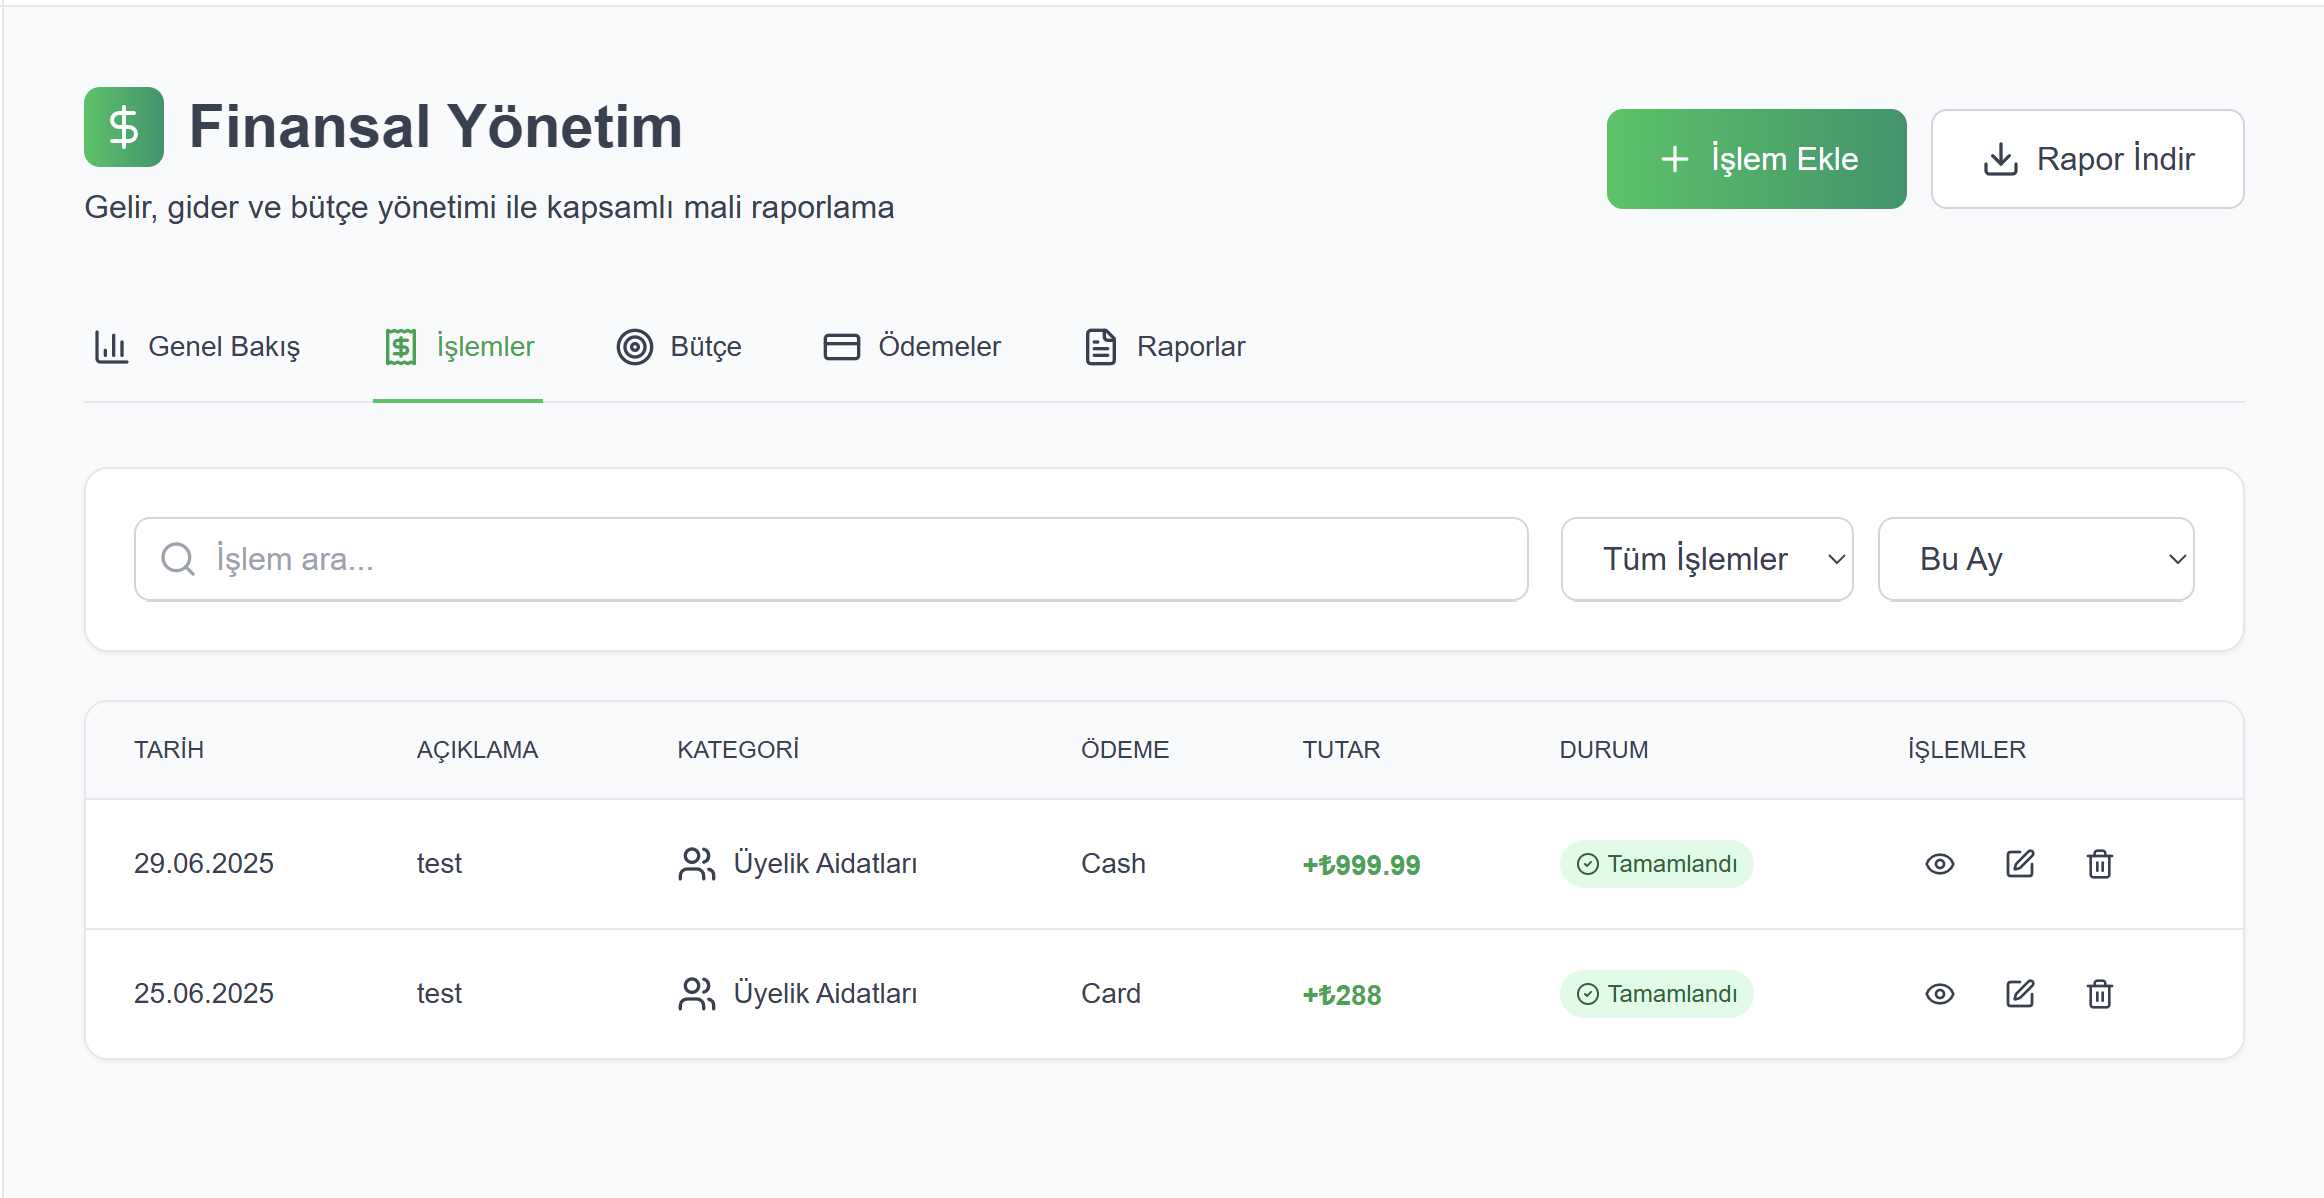 Finansal Yönetim
Gelir, gider ve bütçe yönetimi ile kapsamlı mali raporlama
İşlem Ekle
Rapor İndir
Genel Bakış
İşlemler
Bütçe
Ödemeler
Raporlar
İşlem ara...
Tüm İşlemler
Bu Ay
TARİH AÇIKLAMA KATEGORİ ÖDEME TUTAR DURUM İŞLEMLER
29.06.2025 test Üyelik Aidatları Cash +₺999.99 Tamamlandı
25.06.2025 test Üyelik Aidatları Card +₺288 Tamamlandı